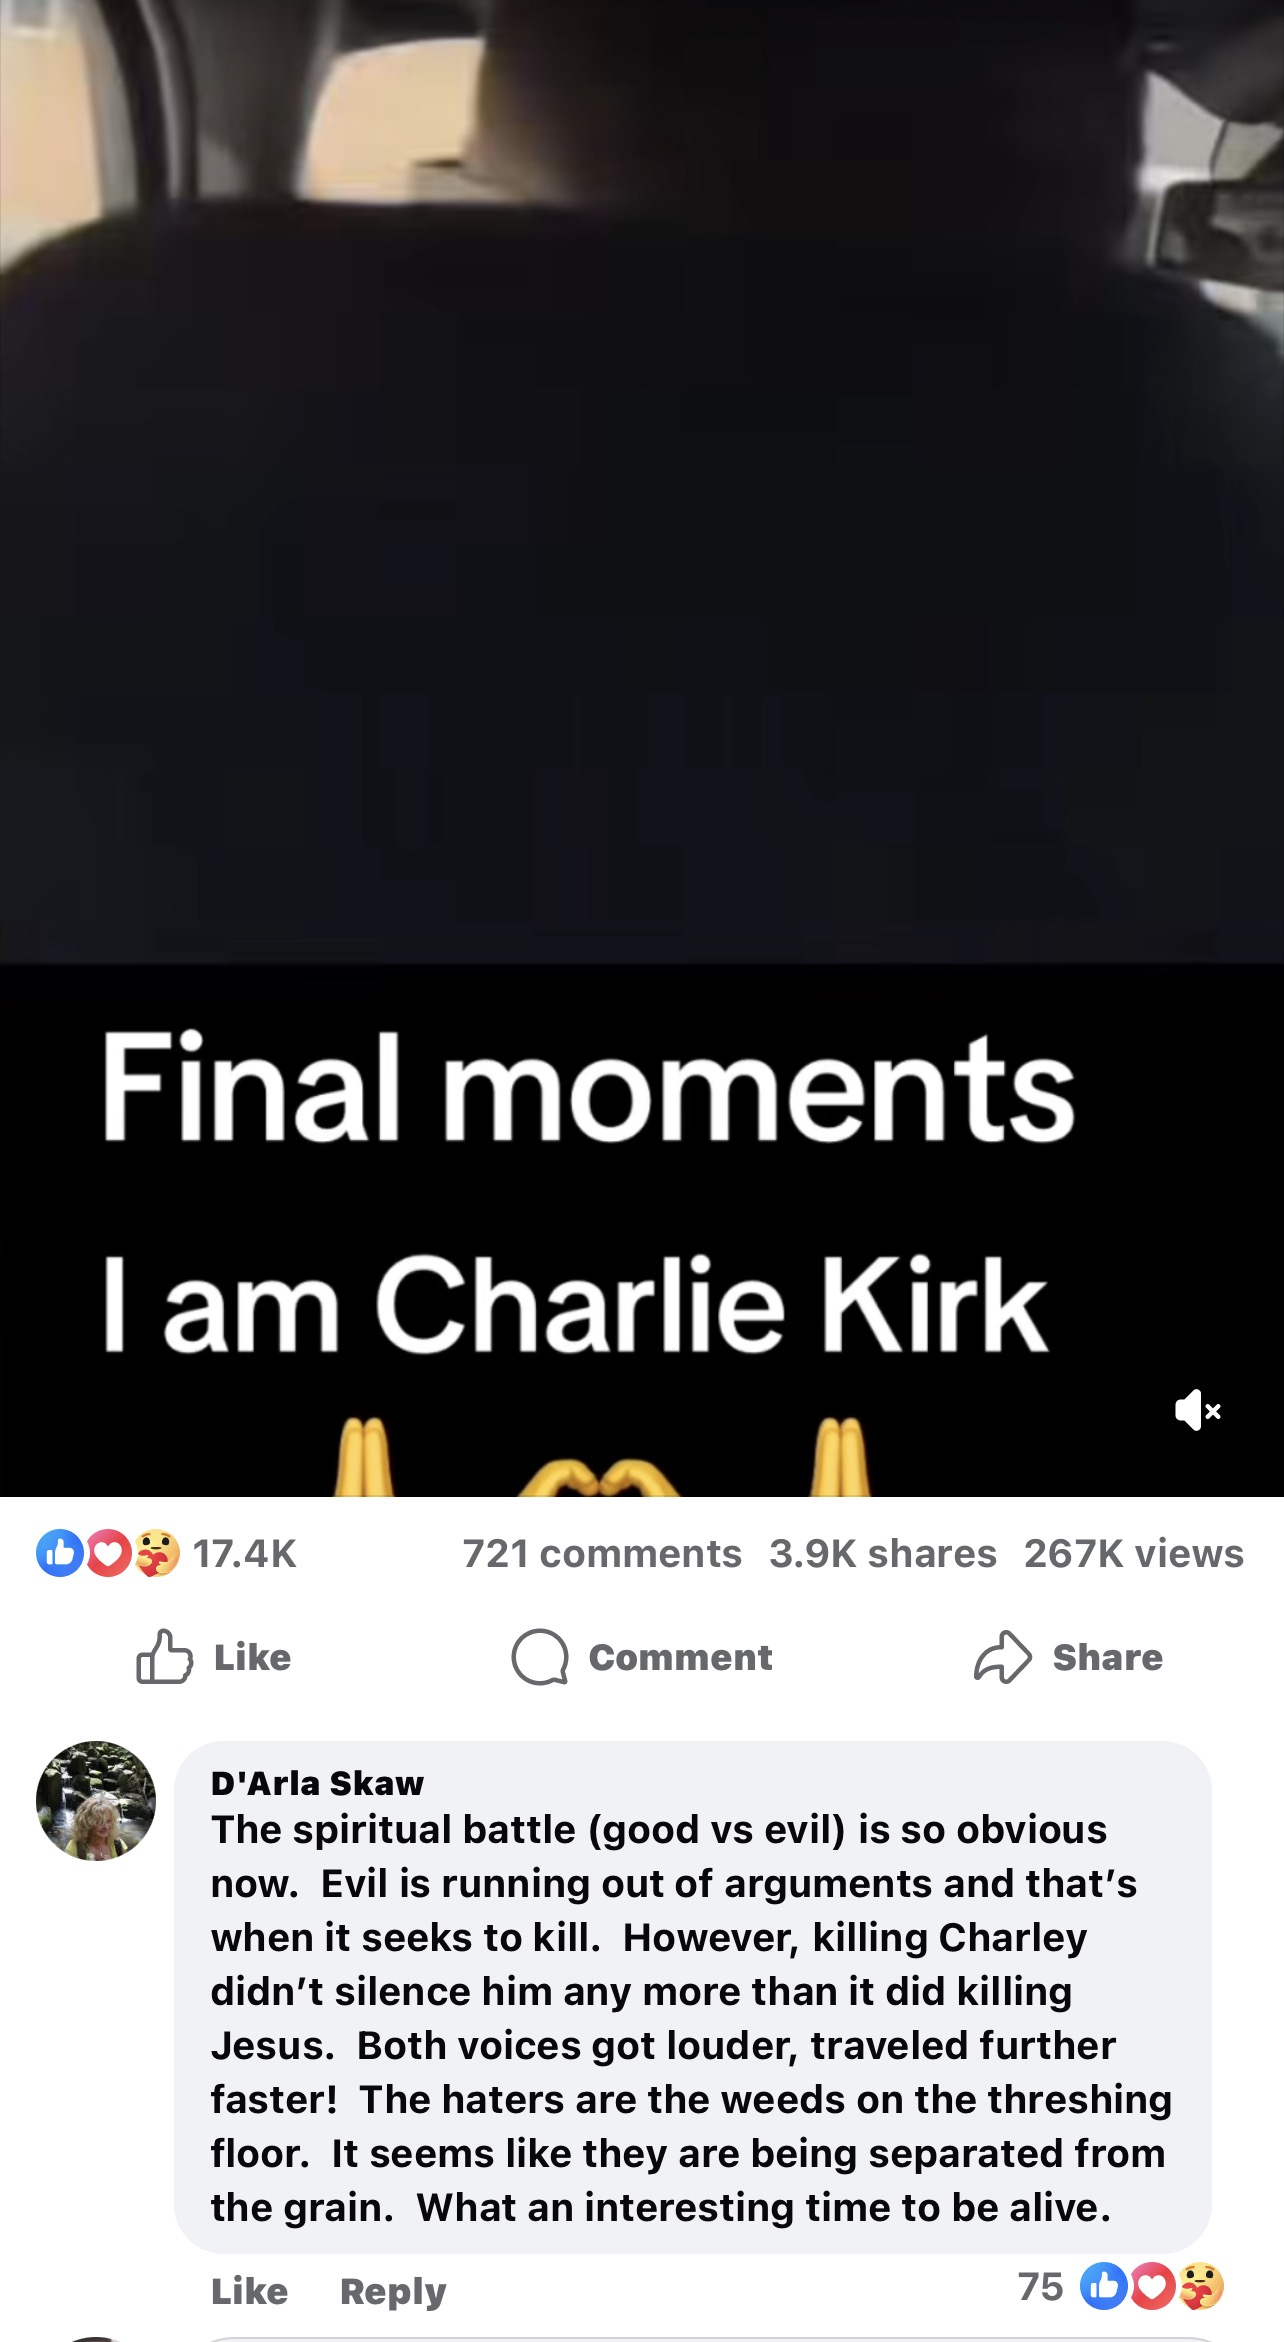 Final moments
I am Charlie Kirk
17.4K 721 comments 3.9K shares 267K views
Like Comment Share
D'Arla Skaw
The spiritual battle (good vs evil) is so obvious
now.  Evil is running out of arguments and that’s
when it seeks to kill.  However, killing Charley
didn’t silence him any more than it did killing
Jesus.  Both voices got louder, traveled further
faster!  The haters are the weeds on the threshing
floor.  It seems like they are being separated from
the grain.  What an interesting time to be alive.
Like Reply 75